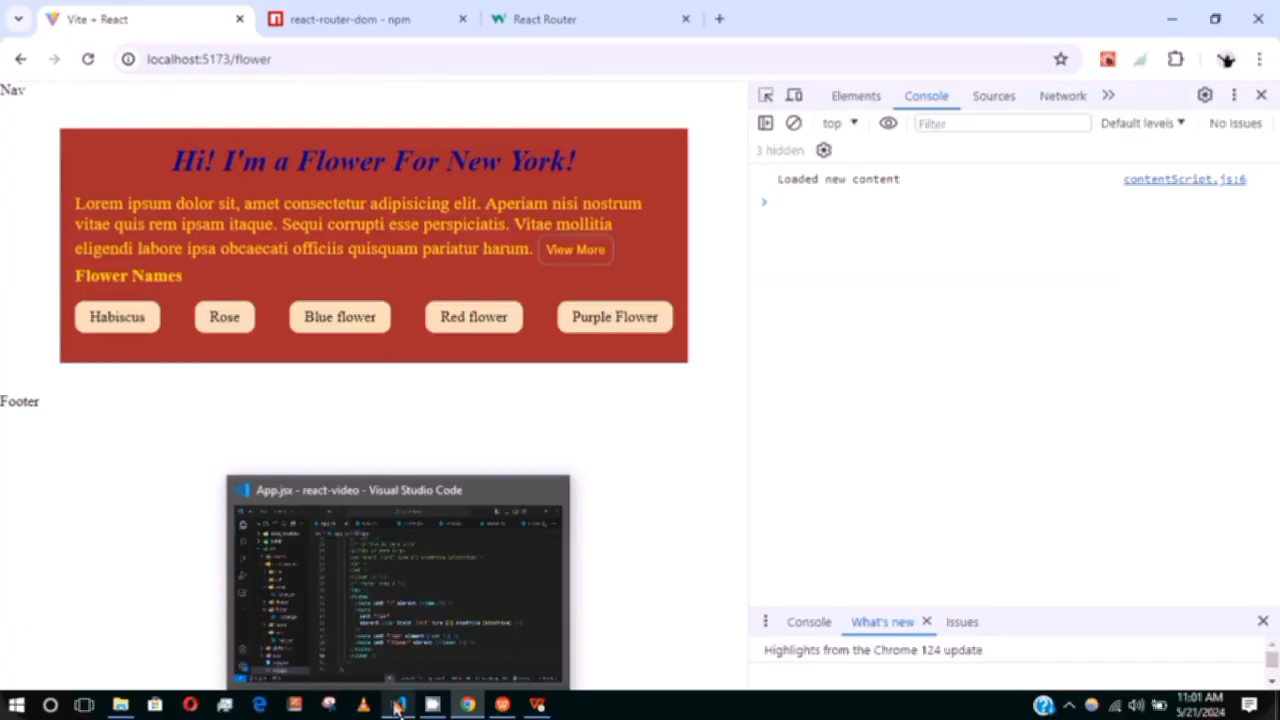 Vite + React
react-router-dom - npm
React Router
localhost:5173/flower
Nav
Hi! I'm a Flower For New York!
Lorem ipsum dolor sit, amet consectetur adipisicing elit. Aperiam nisi nostrum
vitae quis rem ipsam itaque. Sequi corrupti esse perspiciatis. Vitae mollitia
eligendi labore ipsa obcaecati officiis quisquam pariatur harum. View More
Flower Names
Habiscus Rose Blue flower Red flower Purple Flower
Footer
Elements Console Sources Network
top Filter Default levels No Issues
3 hidden
Loaded new content contentScript.js:6
Console What's new Issues
Highlights from the Chrome 124 update
App.jsx - react-video - Visual Studio Code
11:01 AM
5/21/2024